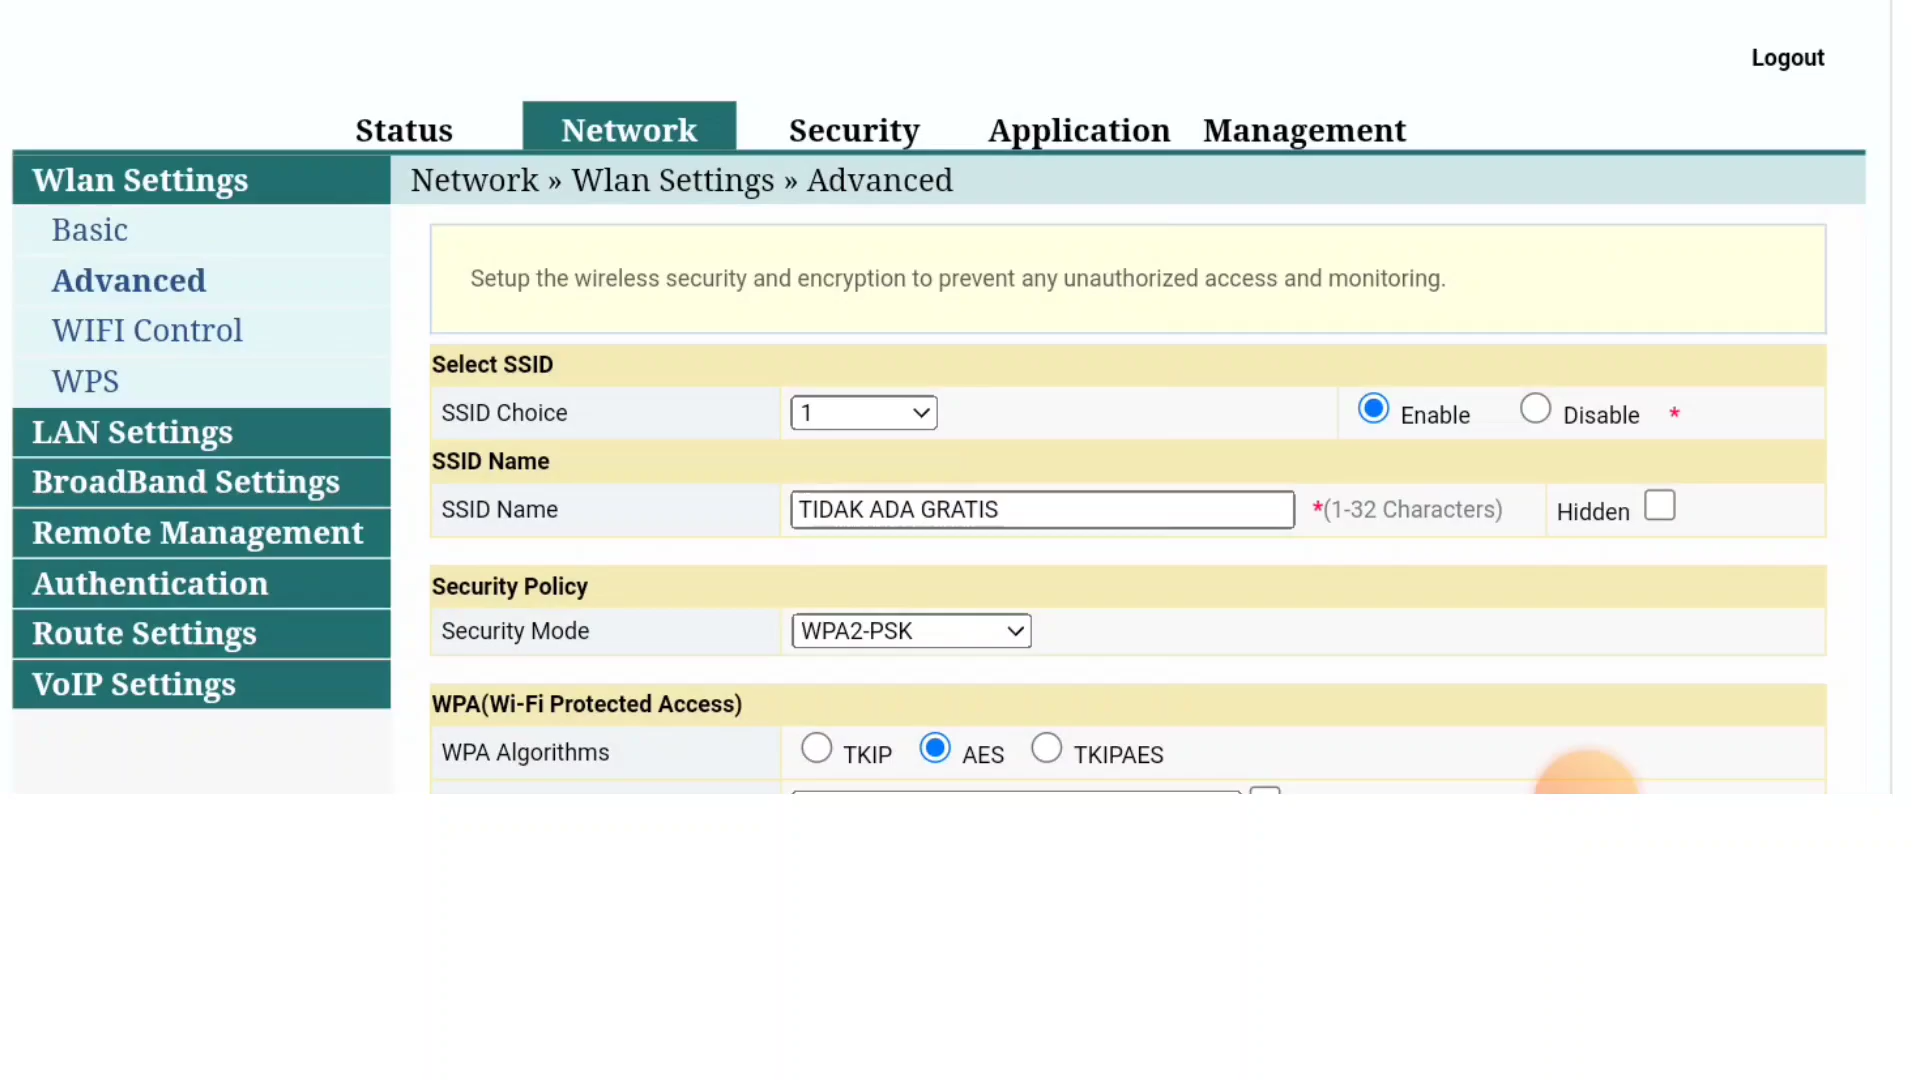 Logout
Status Network Security Application Management
Wlan Settings
Network » Wlan Settings » Advanced
Basic
Advanced
WIFI Control
WPS
LAN Settings
BroadBand Settings
Remote Management
Authentication
Route Settings
VoIP Settings
Setup the wireless security and encryption to prevent any unauthorized access and monitoring.
Select SSID
SSID Choice 1 Enable Disable *
SSID Name
SSID Name TIDAK ADA GRATIS *(1-32 Characters) Hidden
Security Policy
Security Mode WPA2-PSK
WPA(Wi-Fi Protected Access)
WPA Algorithms TKIP AES TKIPAES